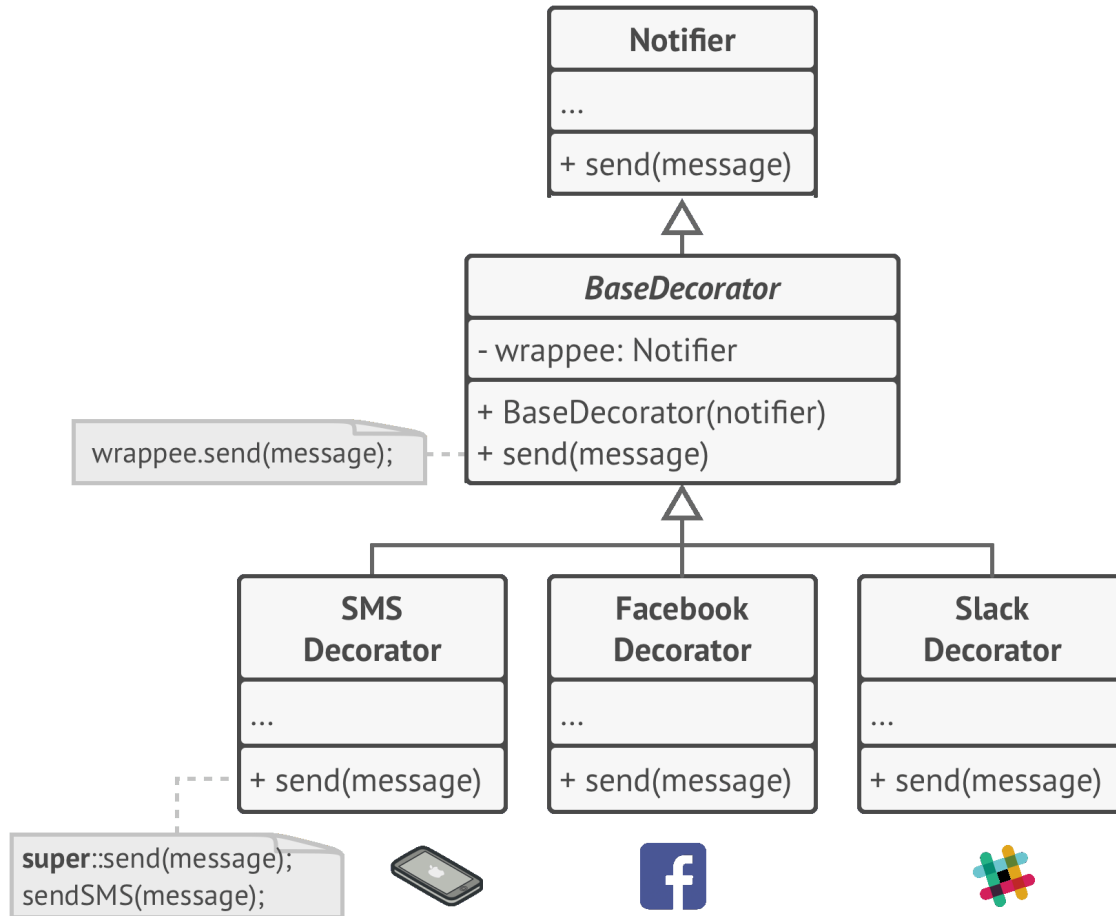 Notifier
...
+ send(message)
BaseDecorator
- wrappee: Notifier
+ BaseDecorator(notifier)
+ send(message)
wrappee.send(message);
SMS
Decorator
...
+ send(message)
Facebook
Decorator
...
+ send(message)
Slack
Decorator
...
+ send(message)
super::send(message);
sendSMS(message);